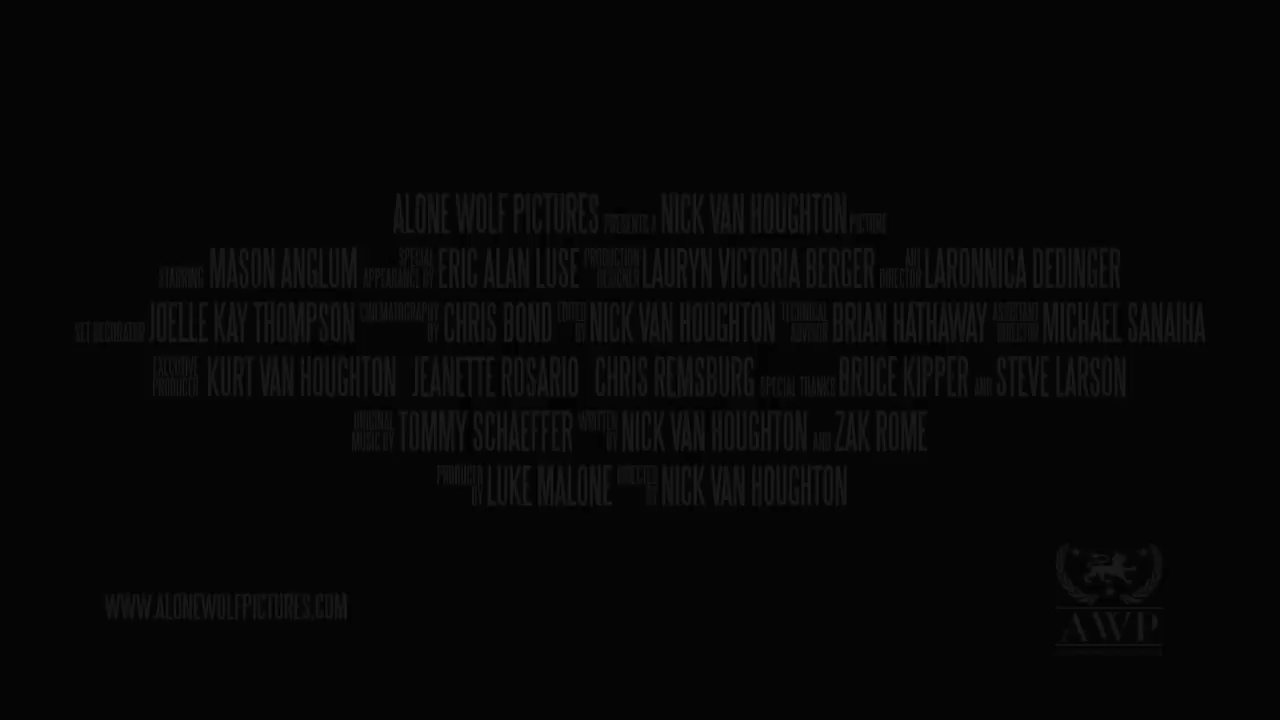 ALONE WOLF PICTURES PRESENTS A NICK VAN HOUGHTON PICTURE
STARRING MASON ANGLUM SPECIAL APPEARANCE BY ERIC ALAN LUSE PRODUCTION DESIGNER LAURYN VICTORIA BERGER ART DIRECTOR LARONNICA DEDINGER
SET DECORATOR JOELLE KAY THOMPSON CINEMATOGRAPHY BY CHRIS BOND EDITED BY NICK VAN HOUGHTON TECHNICAL ADVISOR BRIAN HATHAWAY ASSISTANT DIRECTOR MICHAEL SANAIHA
EXECUTIVE PRODUCER KURT VAN HOUGHTON JEANETTE ROSARIO CHRIS REMSBURG SPECIAL THANKS BRUCE KIPPER AND STEVE LARSON
ORIGINAL MUSIC BY TOMMY SCHAEFFER WRITTEN BY NICK VAN HOUGHTON AND ZAK ROME
PRODUCED BY LUKE MALONE DIRECTED BY NICK VAN HOUGHTON
WWW.ALONEWOLFPICTURES.COM
AWP